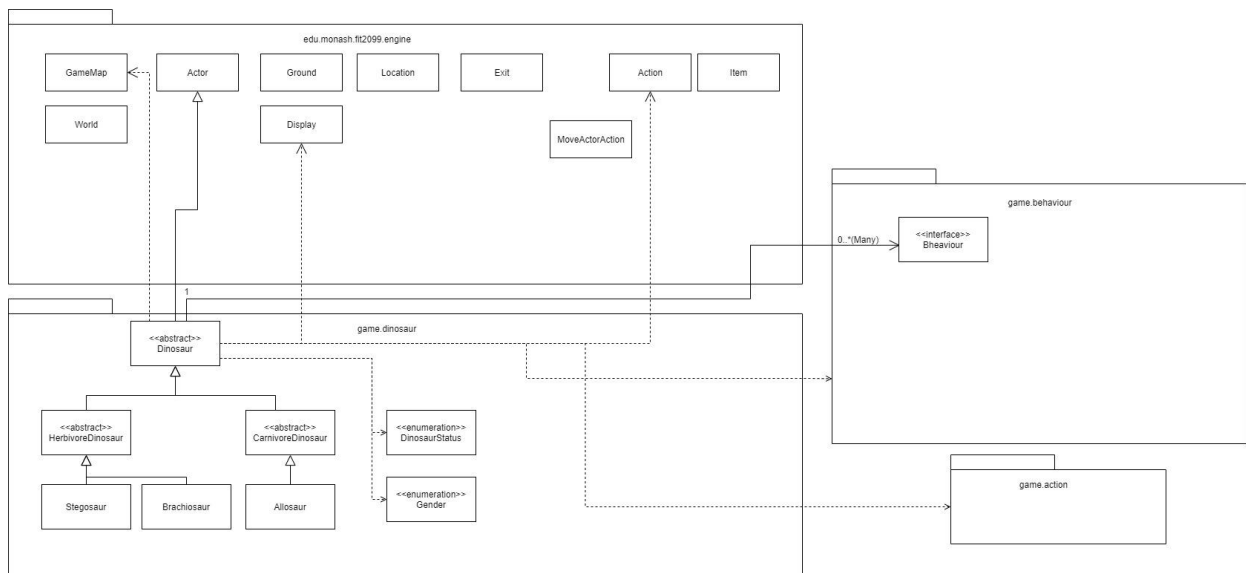 edu.monash.fit2099.engine
GameMap
Actor
Ground
Location
Exit
Action
Item
World
Display
MoveActorAction
game.behaviour
0..*(Many)
<<interface>>
Bheaviour
1
game.dinosaur
<<abstract>>
Dinosaur
<<abstract>>
HerbivoreDinosaur
<<abstract>>
CarnivoreDinosaur
<<enumeration>>
DinosaurStatus
game.action
Stegosaur
Brachiosaur
Allosaur
<<enumeration>>
Gender